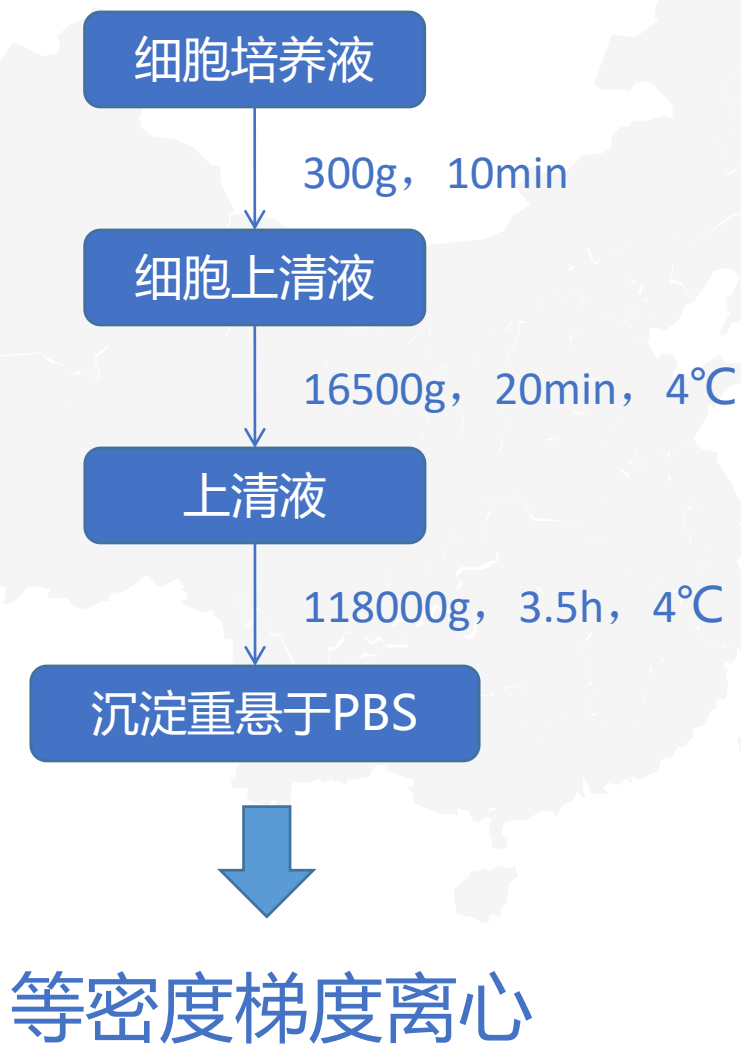 细胞培养液
300g，10min
细胞上清液
16500g，20min，4℃
上清液
118000g，3.5h，4℃
沉淀重悬于PBS
等密度梯度离心